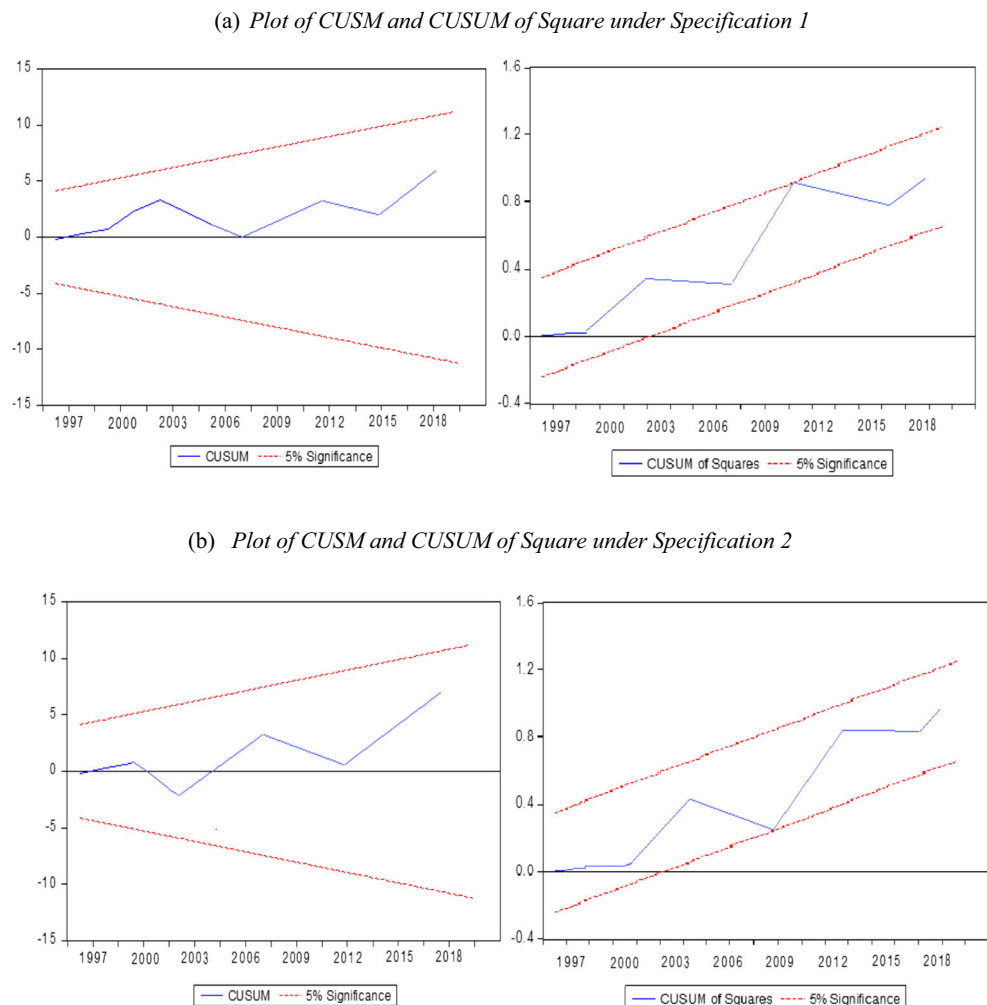 (a) Plot of CUSM and CUSUM of Square under Specification 1
15
10
5
0
-5
-10
-15
1997 2000 2003 2006 2009 2012 2015 2018
CUSUM 5% Significance
1.6
1.2
0.8
0.4
0.0
-0.4
1997 2000 2003 2006 2009 2012 2015 2018
CUSUM of Squares 5% Significance
(b) Plot of CUSM and CUSUM of Square under Specification 2
15
10
5
0
-5
-10
-15
1997 2000 2003 2006 2009 2012 2015 2018
CUSUM 5% Significance
1.6
1.2
0.8
0.4
0.0
-0.4
1997 2000 2003 2006 2009 2012 2015 2018
CUSUM of Squares 5% Significance